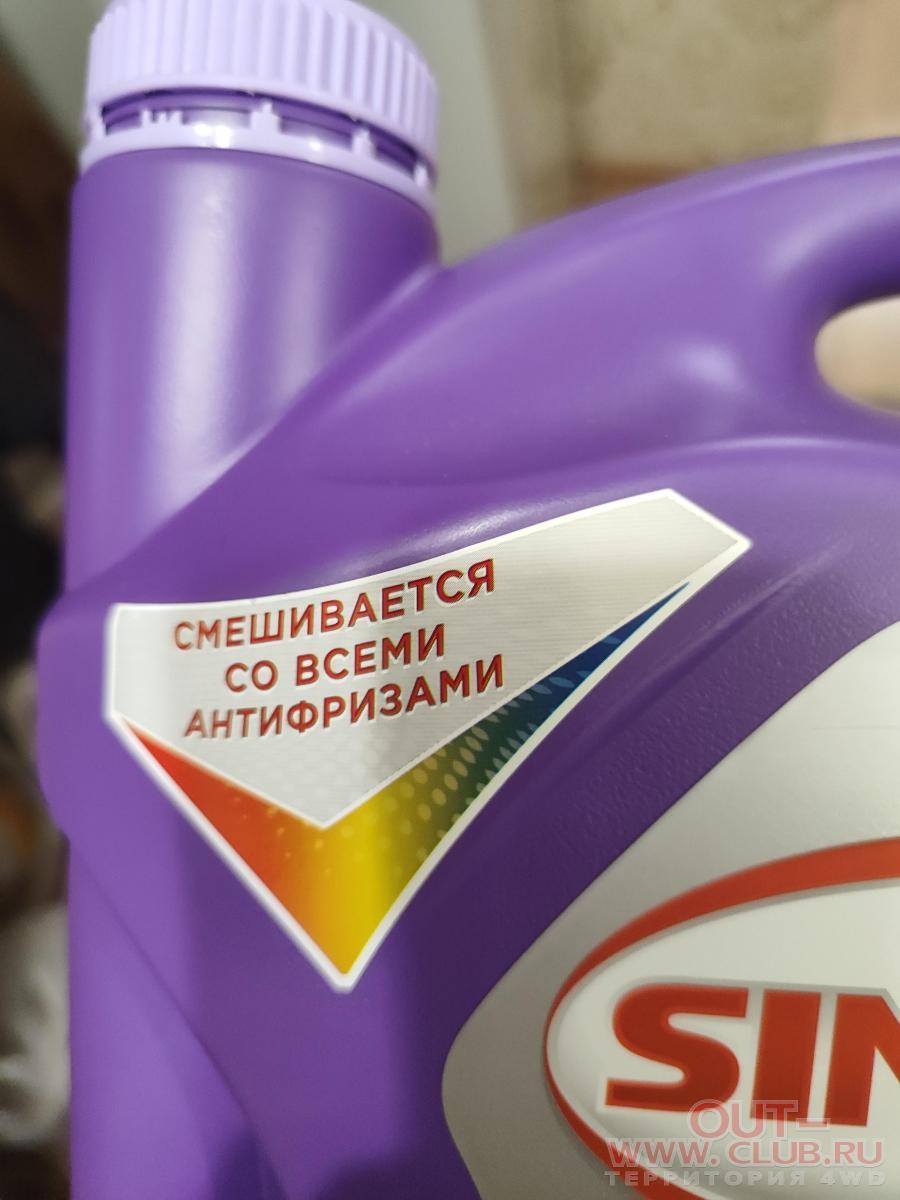 СМЕШИВАЕТСЯ
СО ВСЕМИ
АНТИФРИЗАМИ
SIN
OUT-
WWW.CLUB.RU
ТЕРРИТОРИЯ 4WD